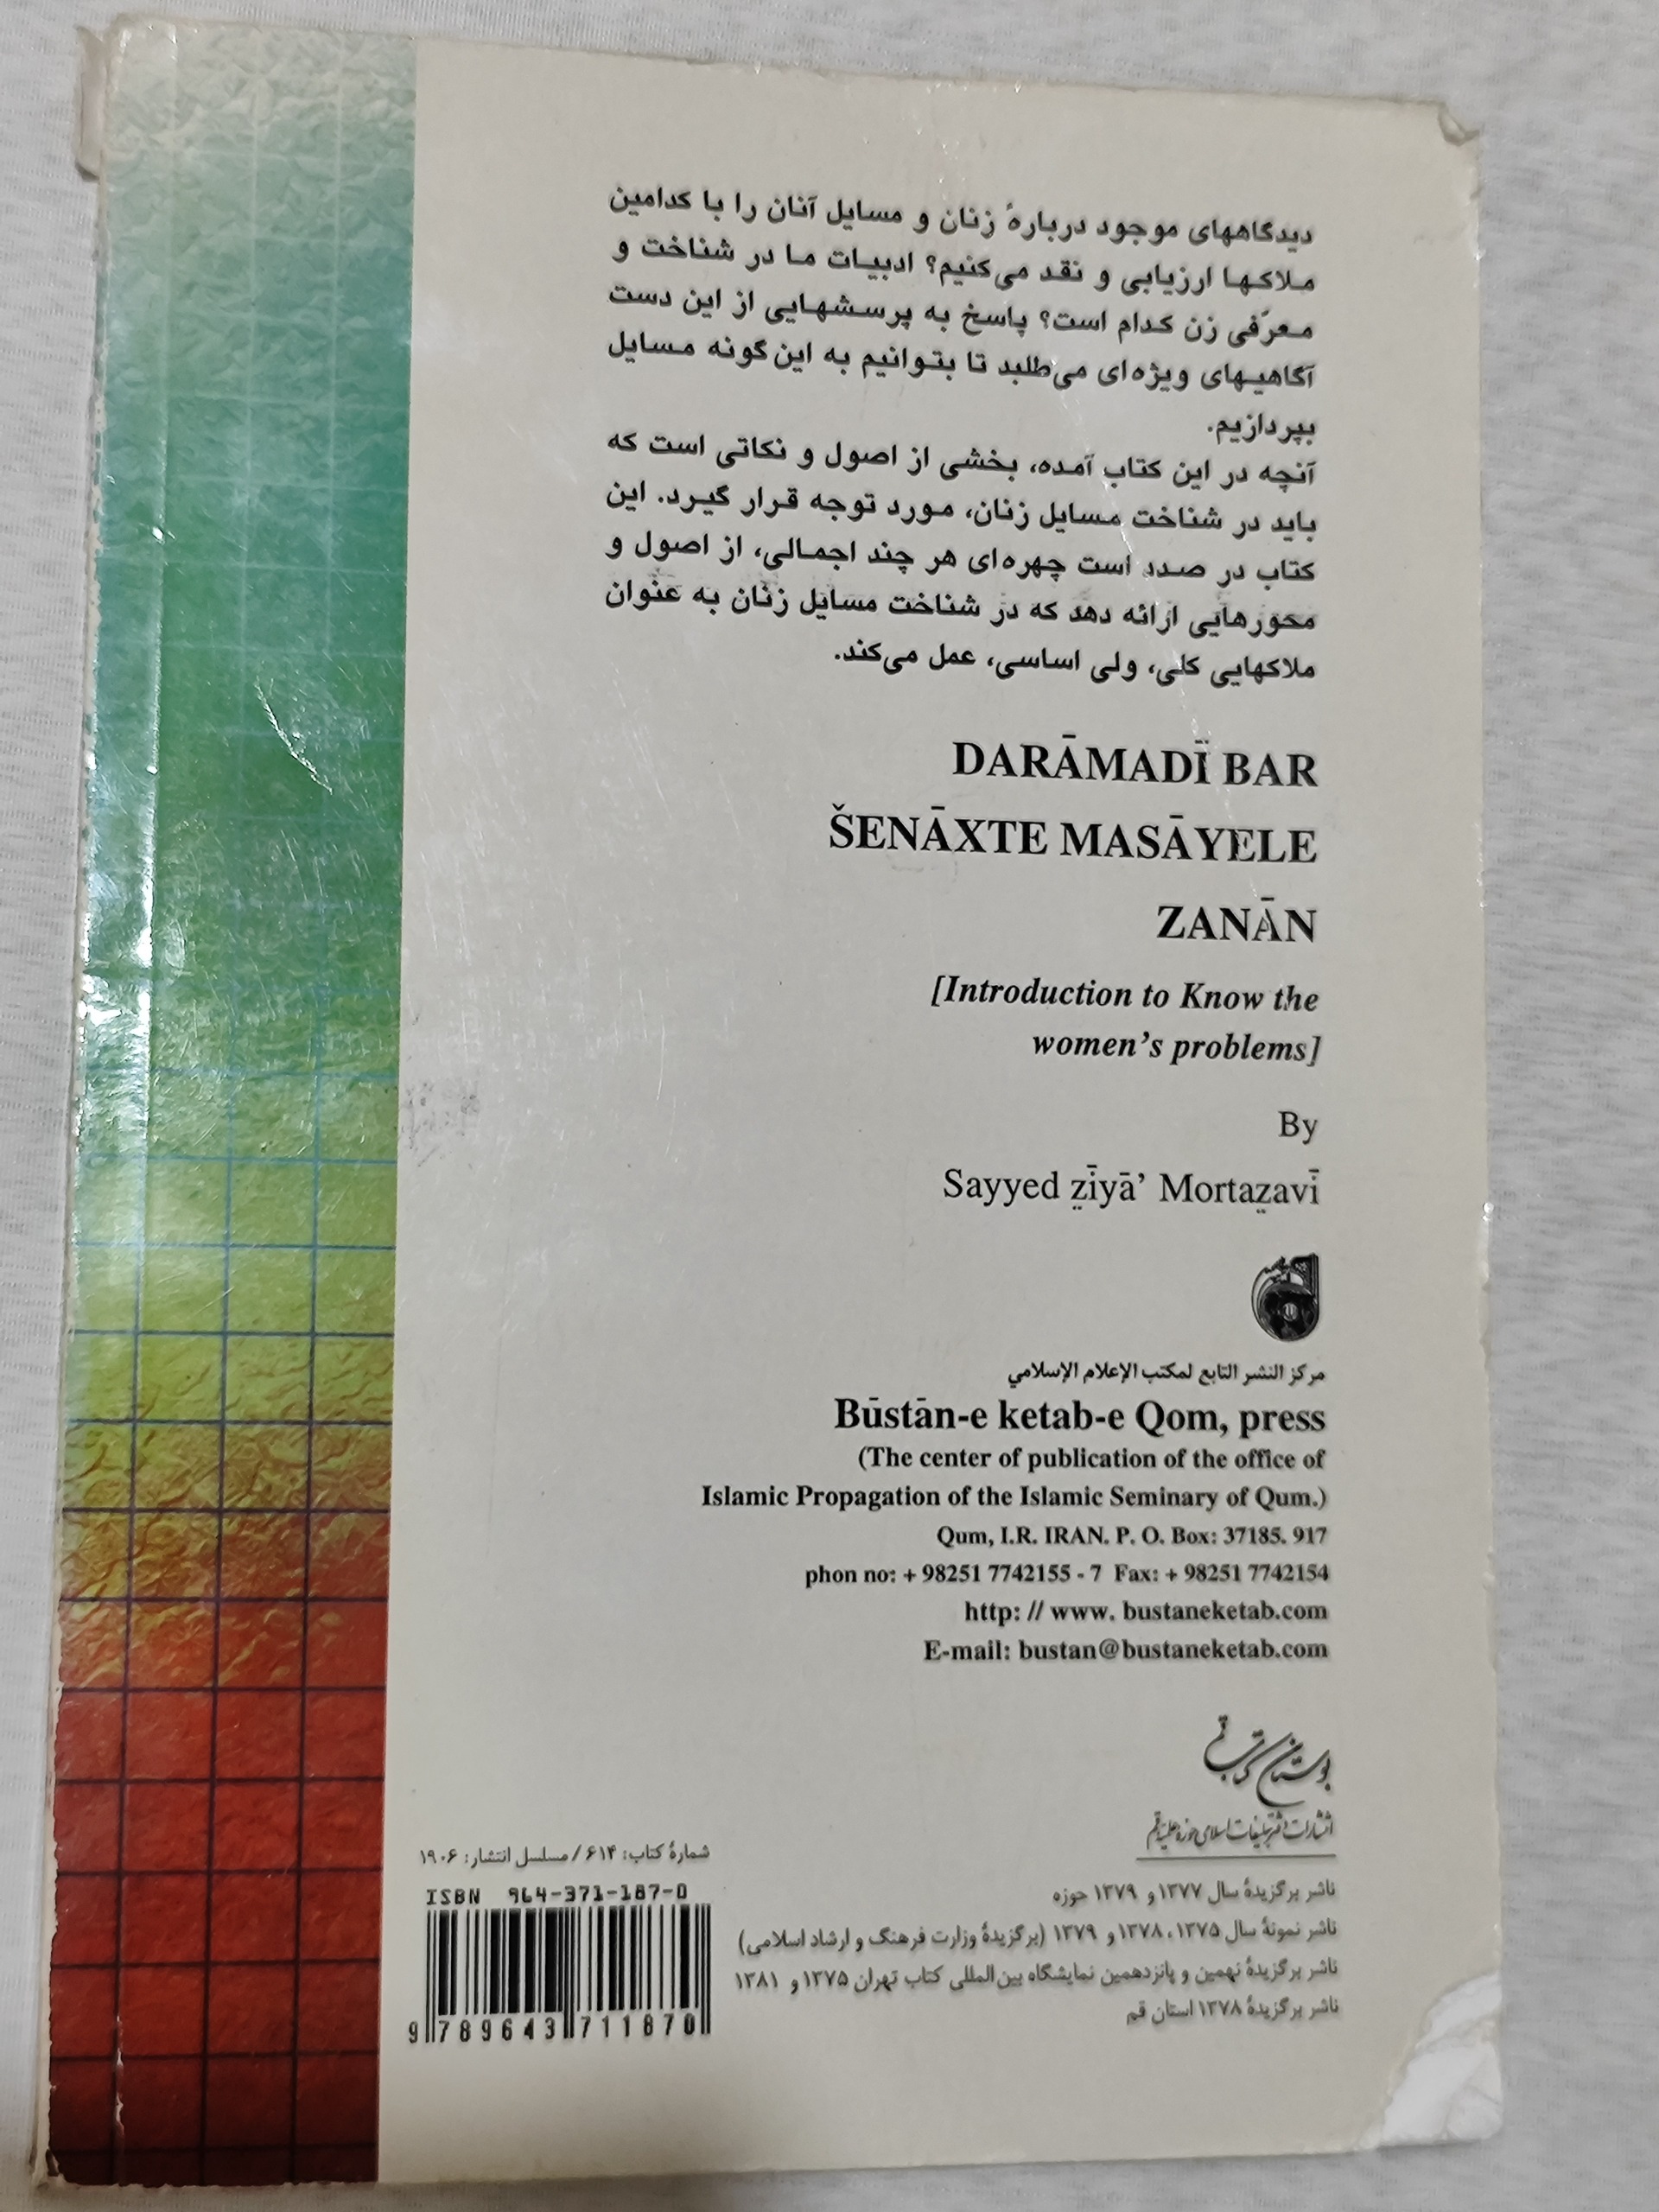 دیدگاههای موجود دربارهٔ زنان و مسایل آنان را با کدامین
ملاکها ارزیابی و نقد می‌کنیم؟ ادبیات ما در شناخت و
معرّفی زن کدام است؟ پاسخ به پرسشهایی از این دست
آگاهیهای ویژه‌ای می‌طلبد تا بتوانیم به این‌گونه مسایل
بپردازیم.
آنچه در این کتاب آمده، بخشی از اصول و نکاتی است که
باید در شناخت مسایل زنان، مورد توجه قرار گیرد. این
کتاب در صدد است چهره‌ای هر چند اجمالی، از اصول و
محورهایی ارائه دهد که در شناخت مسایل زنان به عنوان
ملاکهایی کلی، ولی اساسی، عمل می‌کند.
DARĀMADĪ BAR
ŠENĀXTE MASĀYELE
ZANĀN
[Introduction to Know the
women's problems]
By
Sayyed z̤īyā' Mortaz̤avī
مرکز النشر التابع لمكتب الإعلام الإسلامي
Būstān-e ketab-e Qom, press
(The center of publication of the office of
Islamic Propagation of the Islamic Seminary of Qum.)
Qum, I.R. IRAN. P. O. Box: 37185. 917
phon no: + 98251 7742155 - 7 Fax: + 98251 7742154
http: // www. bustaneketab.com
E-mail: bustan@bustaneketab.com
بوستان کتاب قم
انتشارات دفتر تبلیغات اسلامی حوزه علمیه قم
ناشر برگزیدهٔ سال ۱۳۷۷ و ۱۳۷۹ حوزه
ناشر نمونهٔ سال ۱۳۷۵، ۱۳۷۸ و ۱۳۷۹ (برگزیدهٔ وزارت فرهنگ و ارشاد اسلامی)
ناشر برگزیدهٔ نهمین و پانزدهمین نمایشگاه بین‌المللی کتاب تهران ۱۳۷۵ و ۱۳۸۱
ناشر برگزیدهٔ ۱۳۷۸ استان قم
شمارهٔ کتاب: ۶۱۴ / مسلسل انتشار: ۱۹۰۶
ISBN 964-371-187-0
9 789643 711870